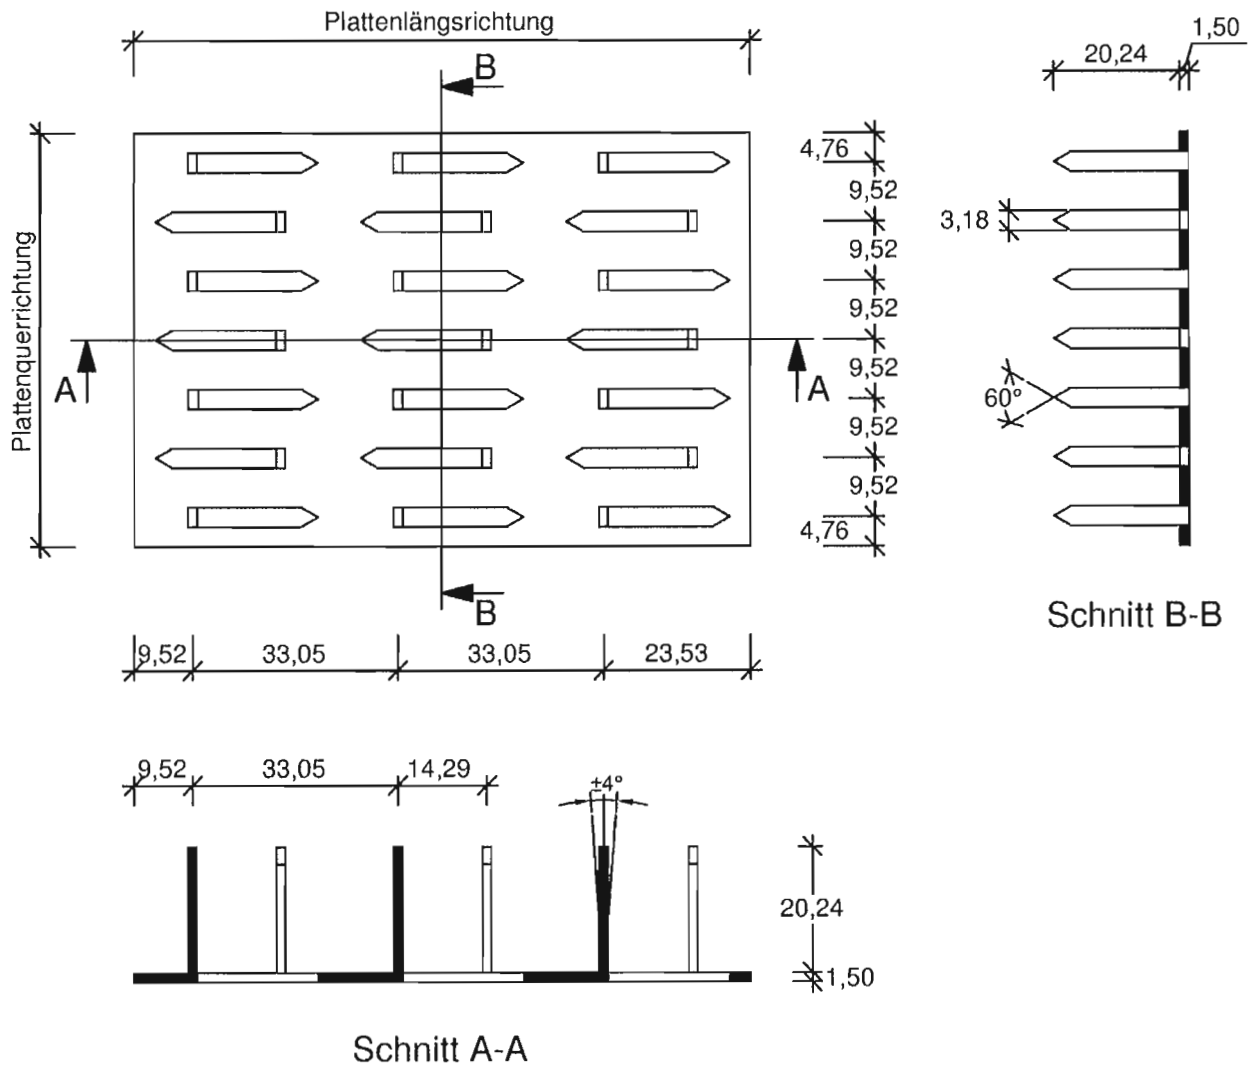 Plattenlängsrichtung
B
1,50
20,24
4,76
9,52
9,52
3,18
9,52
Plattenquerrichtung
A
A
9,52
60°
9,52
9,52
4,76
B
Schnitt B-B
9,52
33,05
33,05
23,53
9,52
33,05
14,29
±4°
20,24
1,50
Schnitt A-A